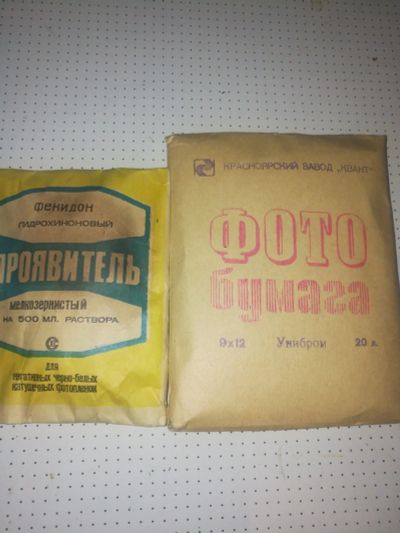 фенидон
гидрохиноновый
ПРОЯВИТЕЛЬ
мелкозернистый
НА 500 МЛ. РАСТВОРА
для
негативных черно-белых
катушечных фотопленок
КРАСНОЯРСКИЙ ЗАВОД „КВАНТ"
ФОТО
бумага
9х12 Унибром 20 л.